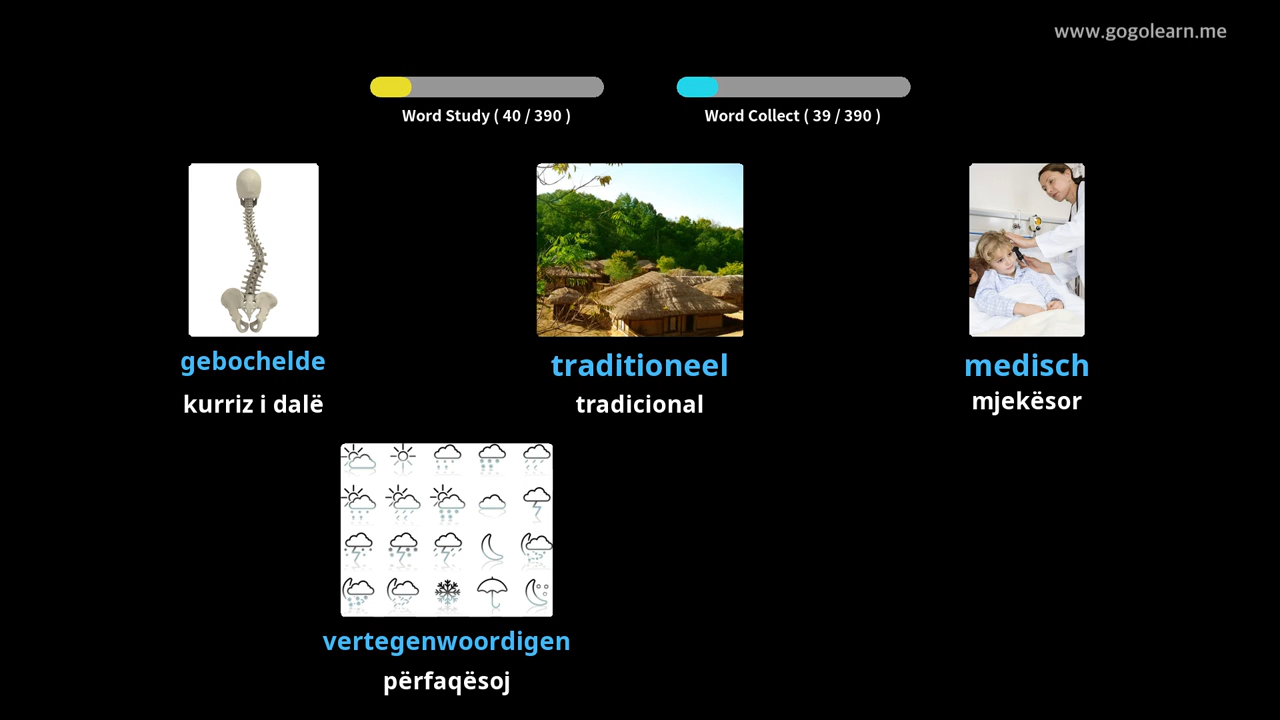 www.gogolearn.me
Word Study ( 40 / 390 )
Word Collect ( 39 / 390 )
gebochelde
traditioneel
medisch
kurriz i dalë
tradicional
mjekësor
vertegenwoordigen
përfaqësoj